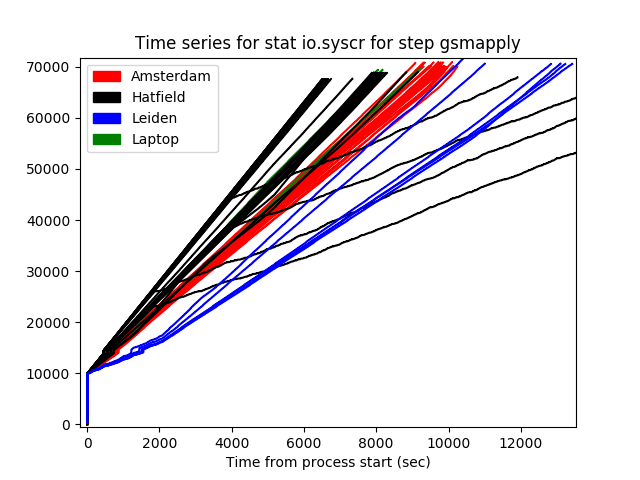 Time series for stat io.syscr for step gsmapply
70000
60000
50000
40000
30000
20000
10000
0
Amsterdam
Hatfield
Leiden
Laptop
0 2000 4000 6000 8000 10000 12000
Time from process start (sec)